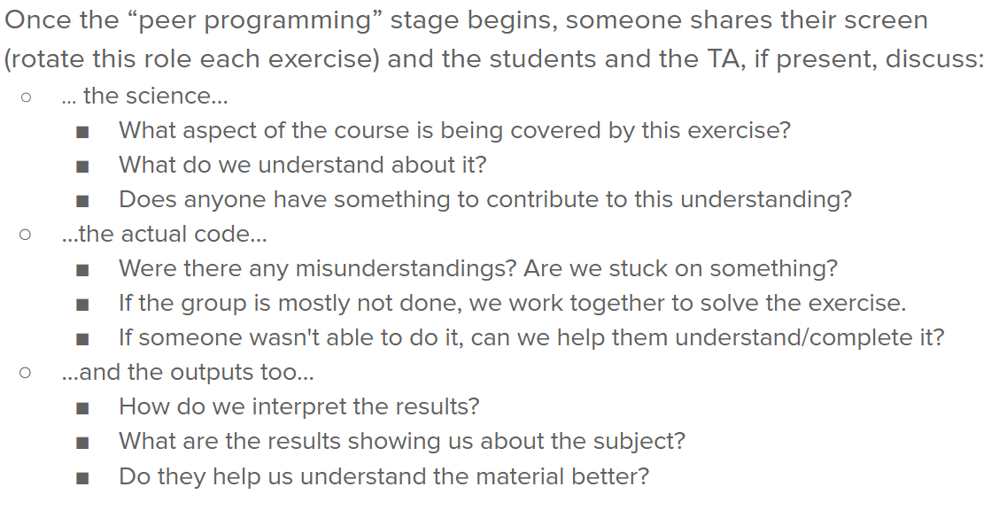 Once the “peer programming” stage begins, someone shares their screen
(rotate this role each exercise) and the students and the TA, if present, discuss:
○ ... the science...
■ What aspect of the course is being covered by this exercise?
■ What do we understand about it?
■ Does anyone have something to contribute to this understanding?
○ ...the actual code...
■ Were there any misunderstandings? Are we stuck on something?
■ If the group is mostly not done, we work together to solve the exercise.
■ If someone wasn't able to do it, can we help them understand/complete it?
○ ...and the outputs too...
■ How do we interpret the results?
■ What are the results showing us about the subject?
■ Do they help us understand the material better?